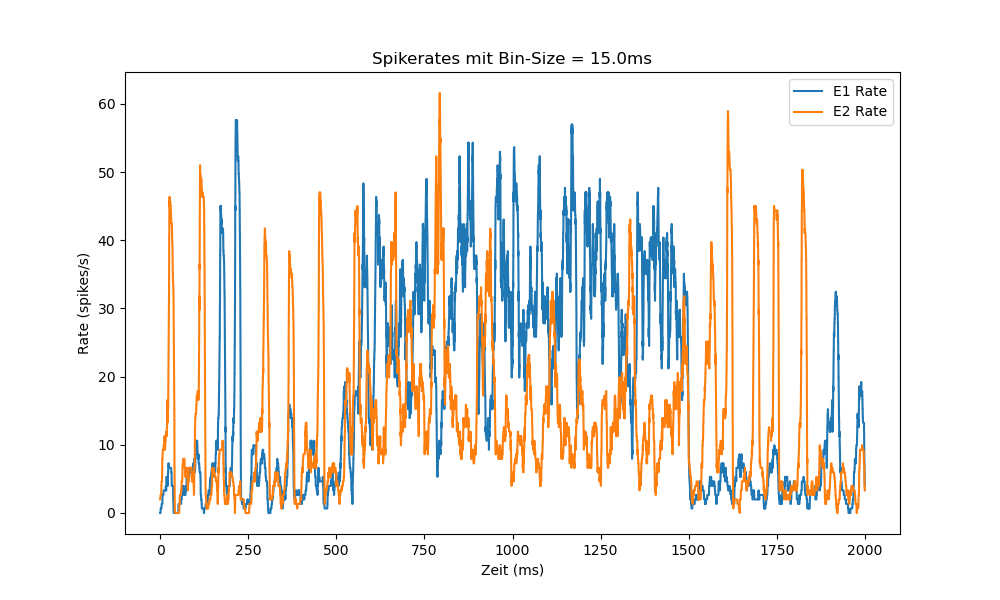 Spikerates mit Bin-Size = 15.0ms
E1 Rate
E2 Rate
60
50
40
30
20
10
0
Rate (spikes/s)
0 250 500 750 1000 1250 1500 1750 2000
Zeit (ms)